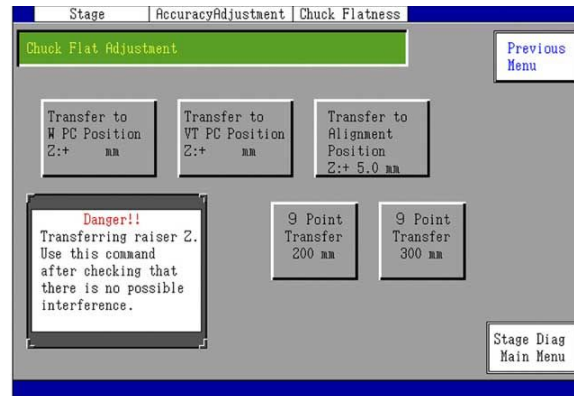 Stage
AccuracyAdjustment
Chuck Flatness
Chuck Flat Adjustment
Previous
Menu
Transfer to
W PC Position
Z:+ mm
Transfer to
VT PC Position
Z:+ mm
Transfer to
Alignment
Position
Z:+ 5.0 mm
Danger!!
Transferring raiser Z.
Use this command
after checking that
there is no possible
interference.
9 Point
Transfer
200 mm
9 Point
Transfer
300 mm
Stage Diag
Main Menu